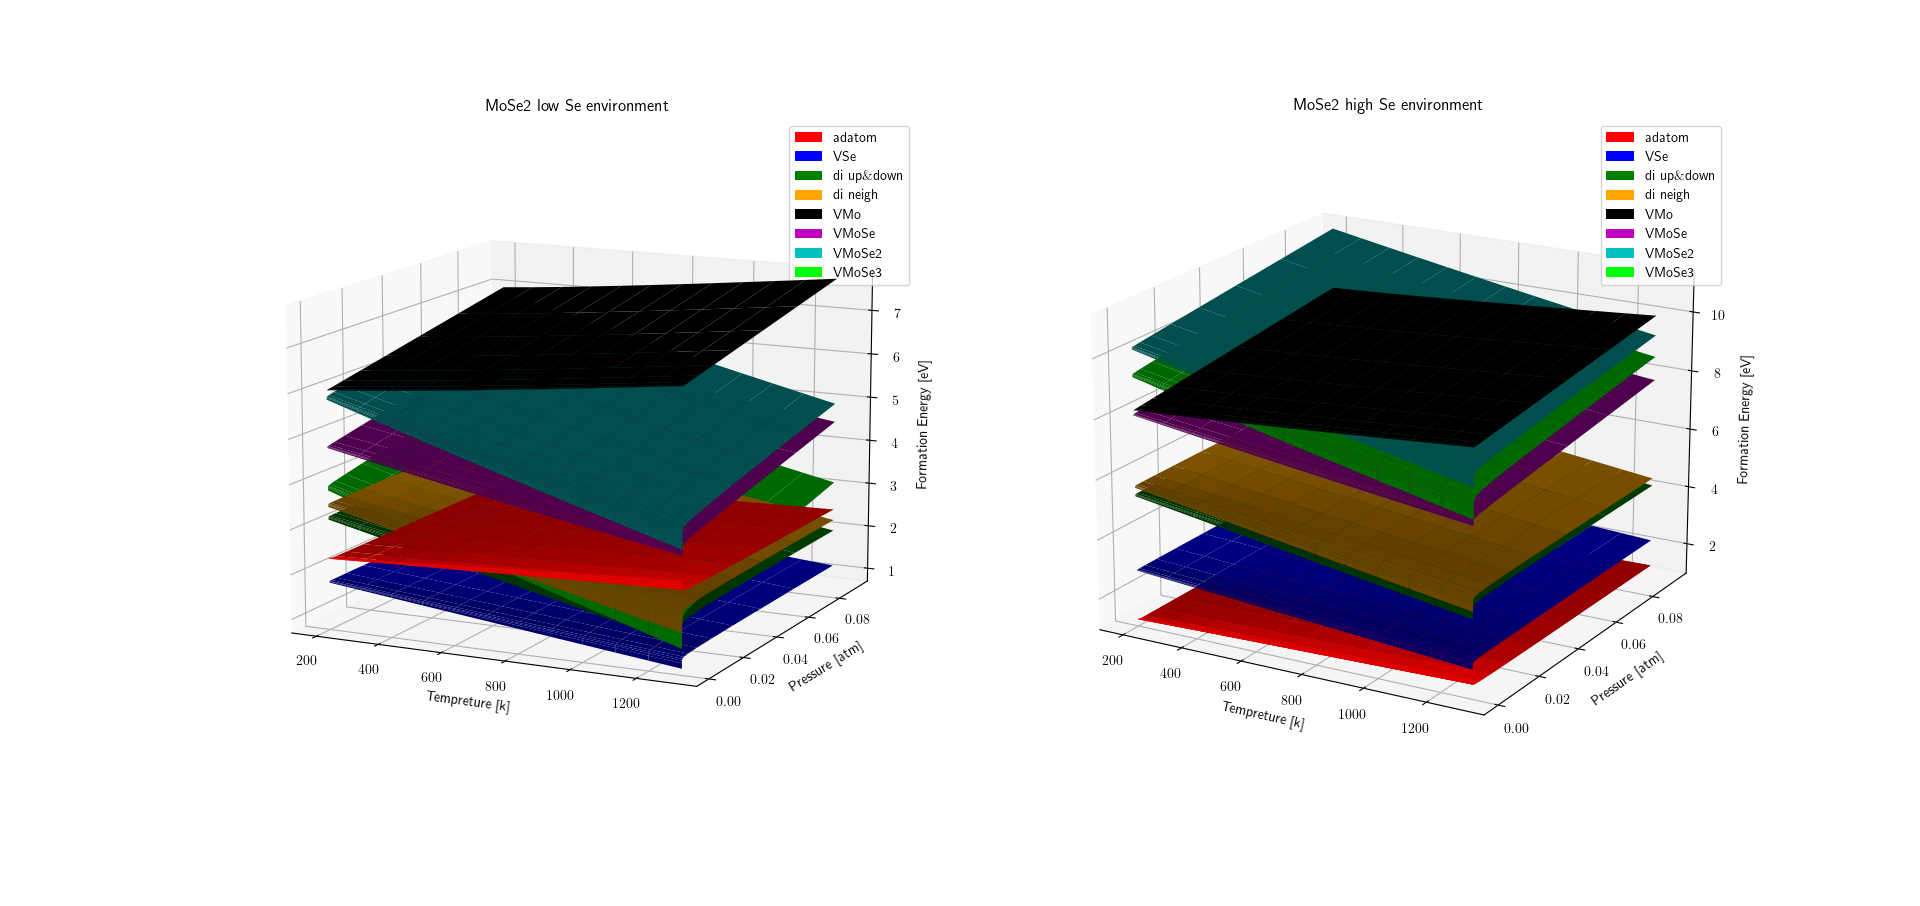 MoSe2 low Se environment
adatom
VSe
di up&down
di neigh
VMo
VMoSe
VMoSe2
VMoSe3
7
6
5
4
3
2
1
Formation Energy [eV]
200
400
600
800
1000
1200
Tempreture [k]
0.00
0.02
0.04
0.06
0.08
Pressure [atm]
MoSe2 high Se environment
adatom
VSe
di up&down
di neigh
VMo
VMoSe
VMoSe2
VMoSe3
10
8
6
4
2
Formation Energy [eV]
200
400
600
800
1000
1200
Tempreture [k]
0.00
0.02
0.04
0.06
0.08
Pressure [atm]